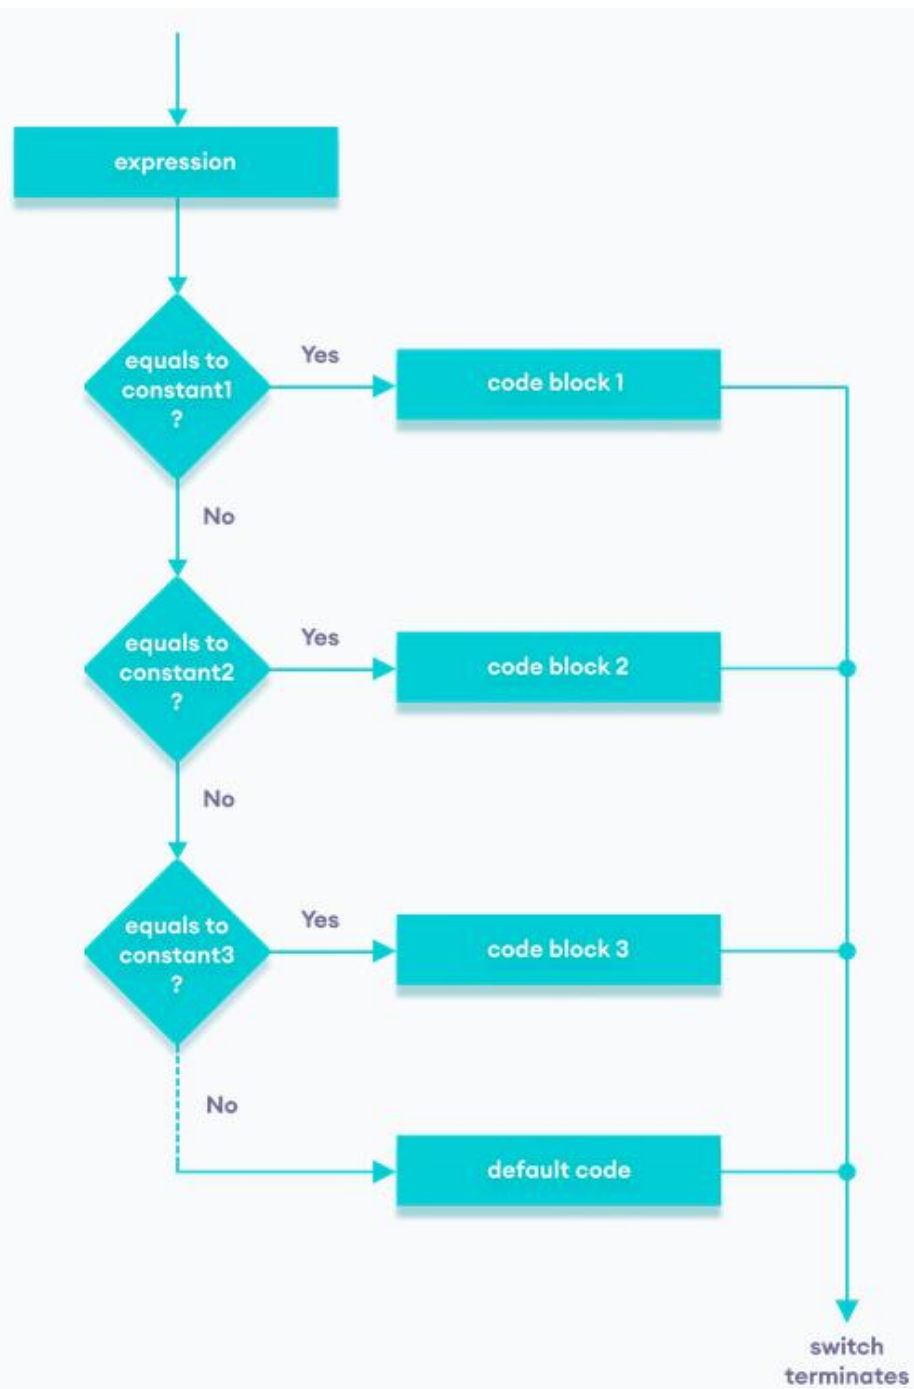 expression
equals to
constant1
?
Yes
code block 1
No
equals to
constant2
?
Yes
code block 2
No
equals to
constant3
?
Yes
code block 3
No
default code
switch
terminates